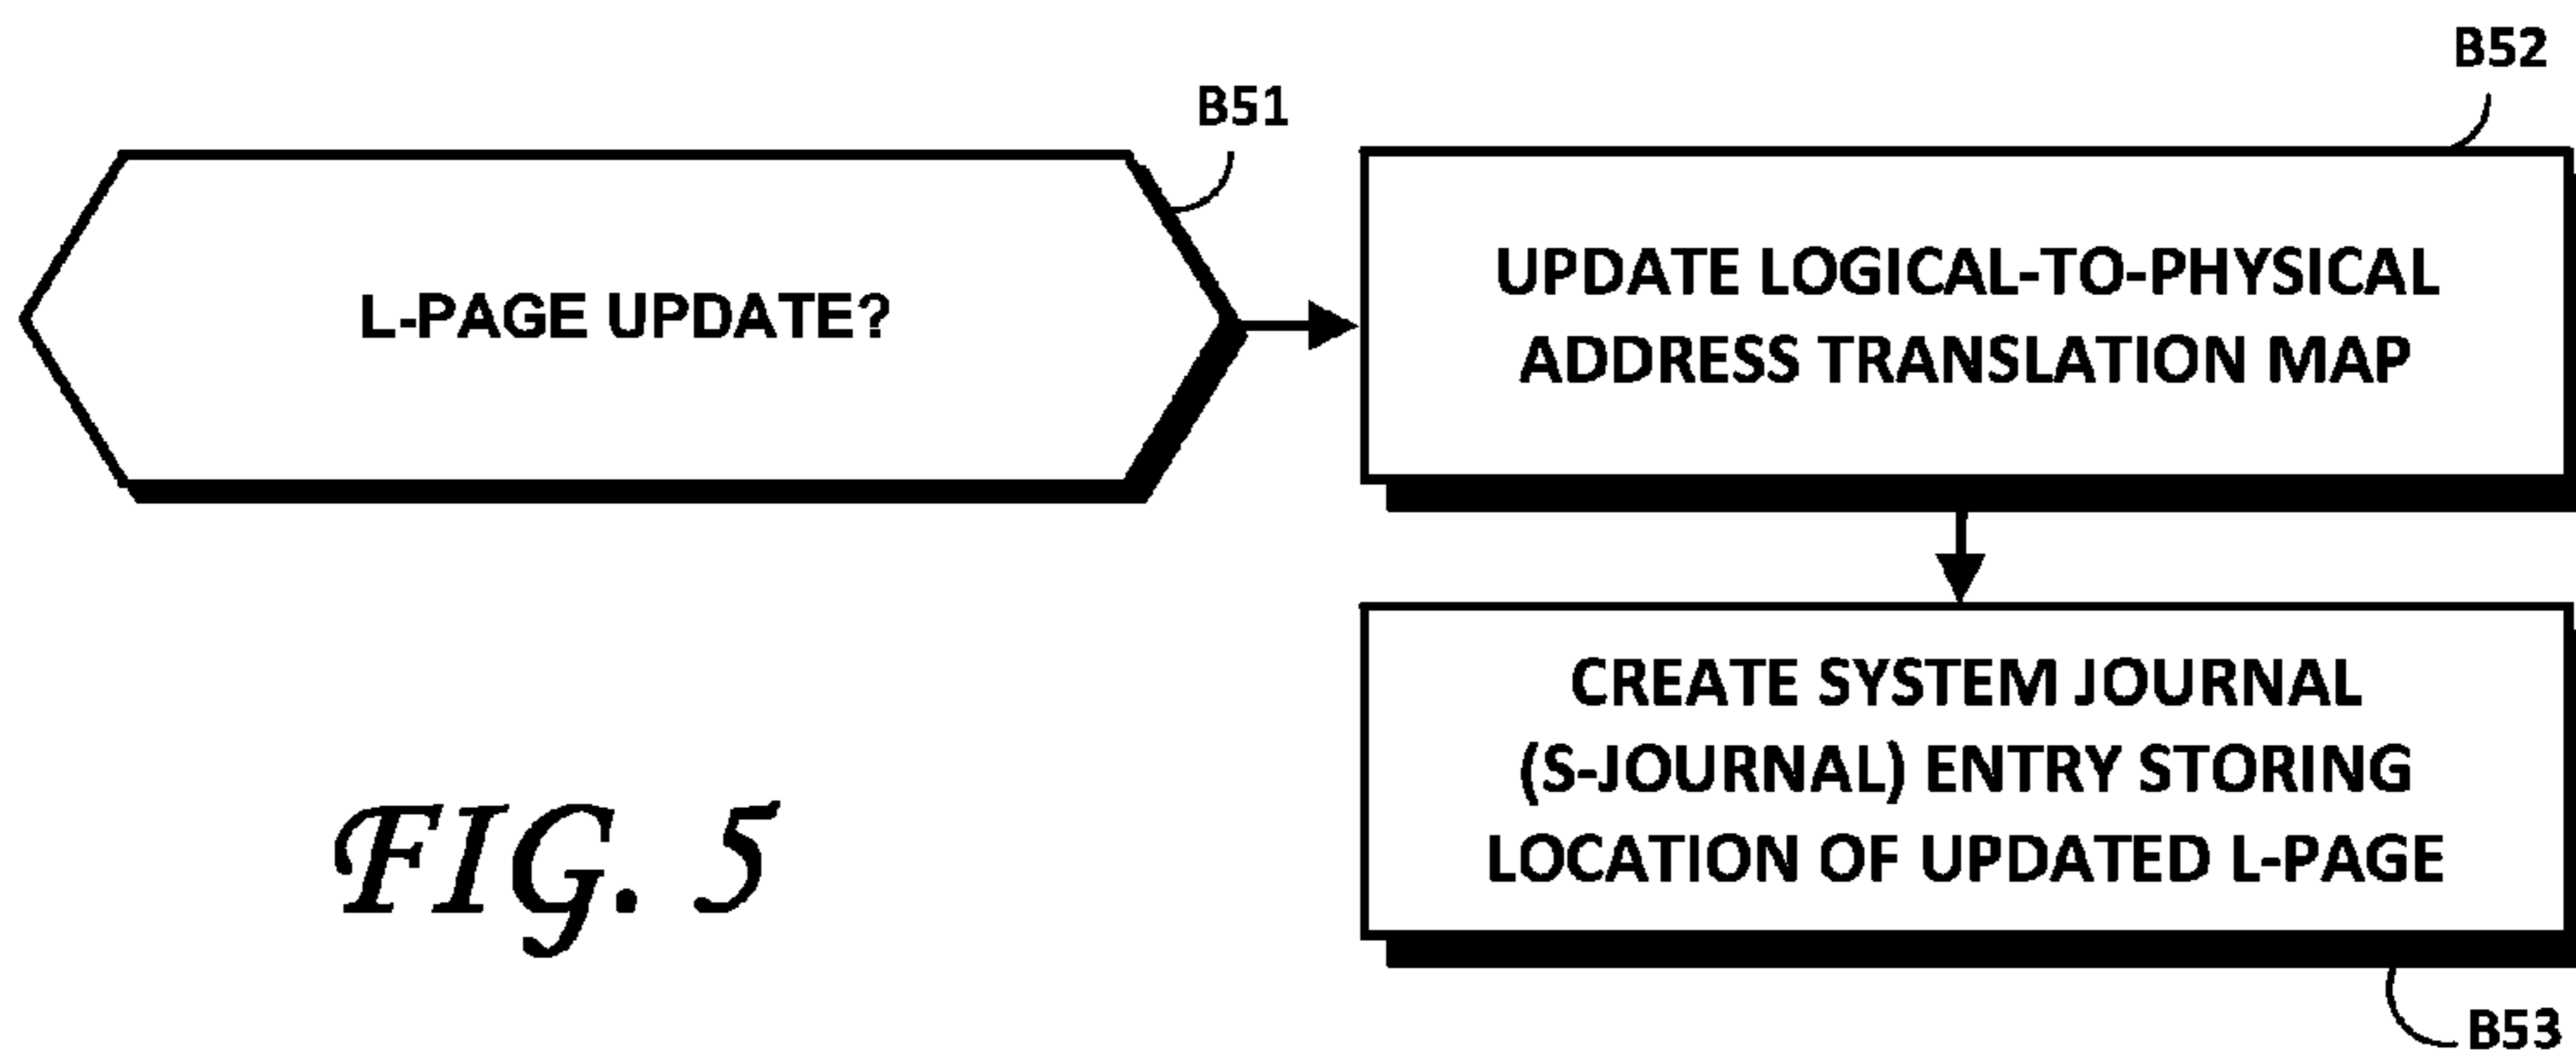 B51
B52
L-PAGE UPDATE?
UPDATE LOGICAL-TO-PHYSICAL
ADDRESS TRANSLATION MAP
CREATE SYSTEM JOURNAL
(S-JOURNAL) ENTRY STORING
LOCATION OF UPDATED L-PAGE
B53
FIG. 5